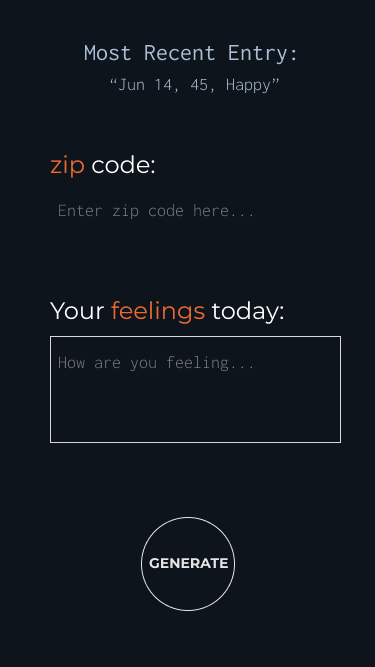 Most Recent Entry:
“Jun 14, 45, Happy”
zip code:
Enter zip code here...
Your feelings today:
How are you feeling...
GENERATE